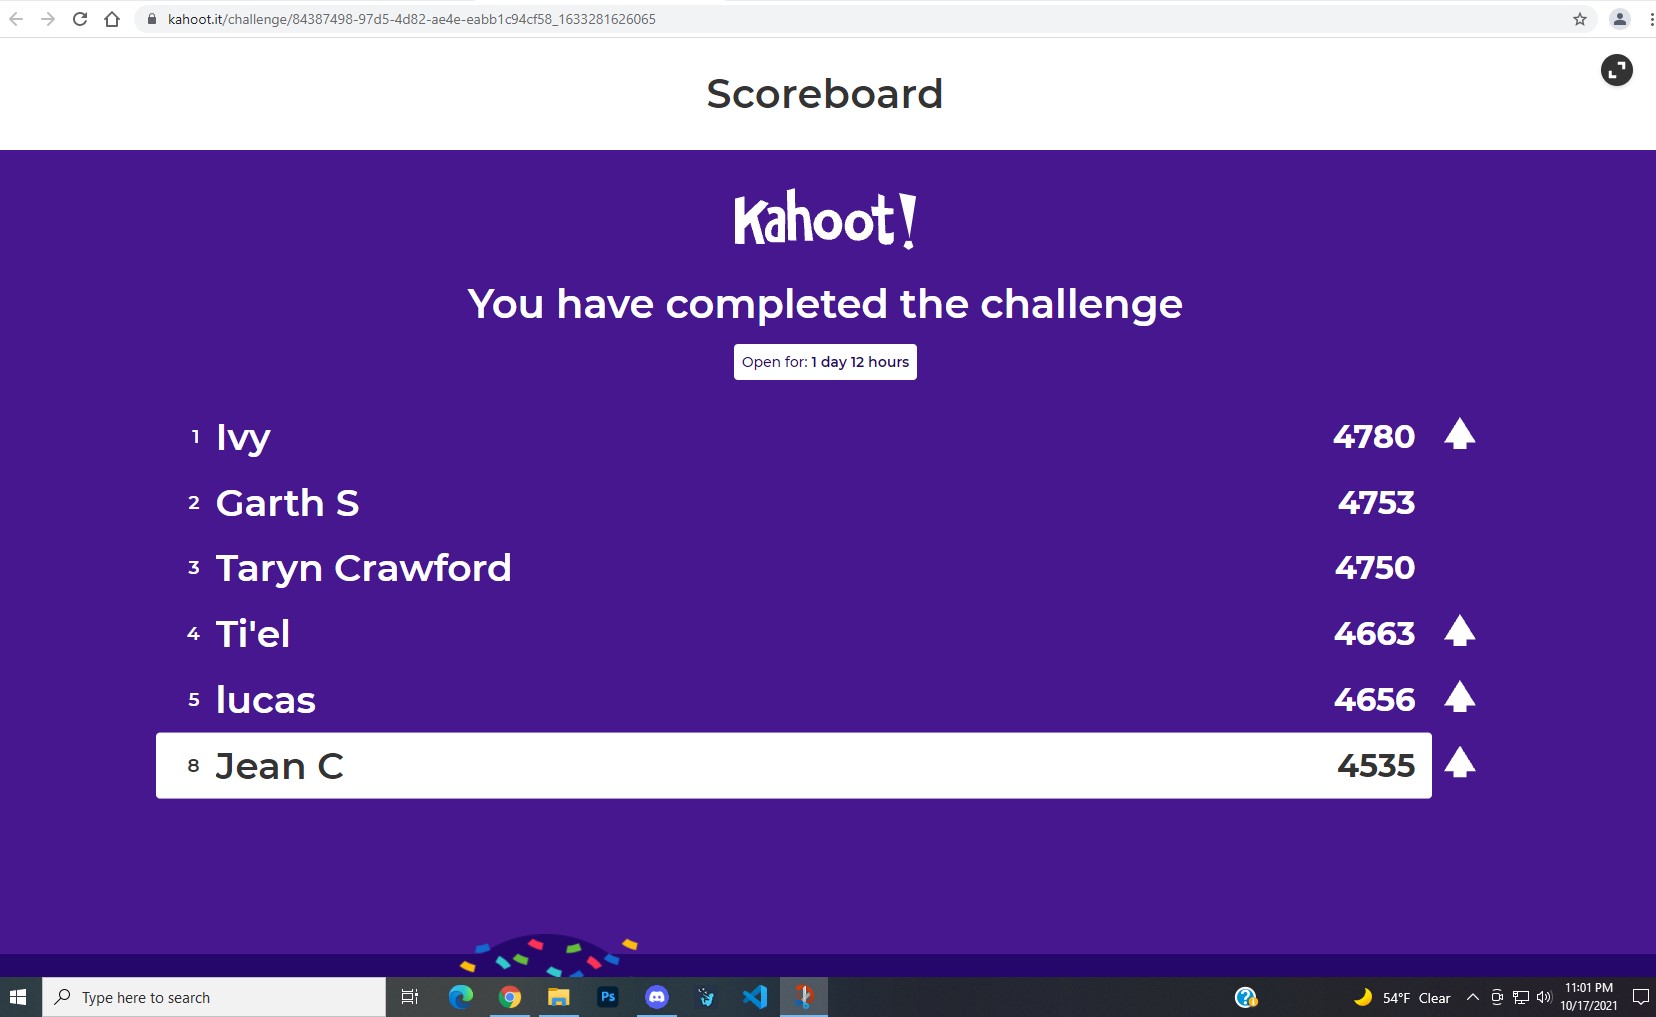 kahoot.it/challenge/84387498-97d5-4d82-ae4e-eabb1c94cf58_1633281626065
Scoreboard
Kahoot!
You have completed the challenge
Open for: 1 day 12 hours
1 Ivy 4780
2 Garth S 4753
3 Taryn Crawford 4750
4 Ti'el 4663
5 lucas 4656
8 Jean C 4535
Type here to search
Ps
54°F Clear
11:01 PM
10/17/2021